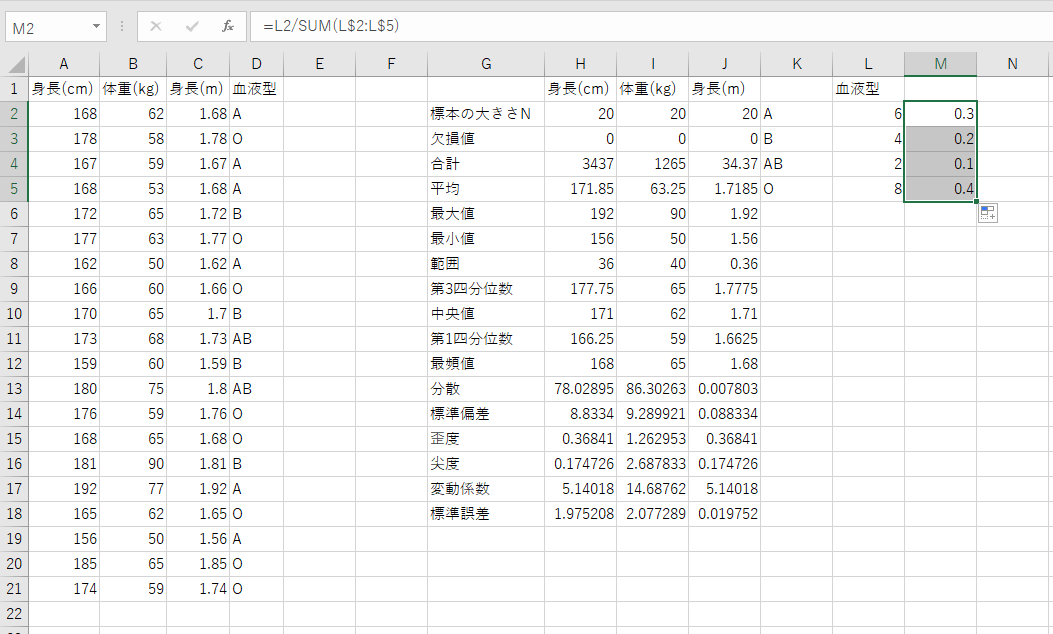 M2 fx =L2/SUM(L$2:L$5)
A B C D E F G H I J K L M N
1 身長(cm) 体重(kg) 身長(m) 血液型 身長(cm) 体重(kg) 身長(m) 血液型
2 168 62 1.68 A 標本の大きさN 20 20 20 A 6 0.3
3 178 58 1.78 O 欠損値 0 0 0 B 4 0.2
4 167 59 1.67 A 合計 3437 1265 34.37 AB 2 0.1
5 168 53 1.68 A 平均 171.85 63.25 1.7185 O 8 0.4
6 172 65 1.72 B 最大値 192 90 1.92
7 177 63 1.77 O 最小値 156 50 1.56
8 162 50 1.62 A 範囲 36 40 0.36
9 166 60 1.66 O 第3四分位数 177.75 65 1.7775
10 170 65 1.7 B 中央値 171 62 1.71
11 173 68 1.73 AB 第1四分位数 166.25 59 1.6625
12 159 60 1.59 B 最頻値 168 65 1.68
13 180 75 1.8 AB 分散 78.02895 86.30263 0.007803
14 176 59 1.76 O 標準偏差 8.8334 9.289921 0.088334
15 168 65 1.68 O 歪度 0.36841 1.262953 0.36841
16 181 90 1.81 B 尖度 0.174726 2.687833 0.174726
17 192 77 1.92 A 変動係数 5.14018 14.68762 5.14018
18 165 62 1.65 O 標準誤差 1.975208 2.077289 0.019752
19 156 50 1.56 A
20 185 65 1.85 O
21 174 59 1.74 O
22